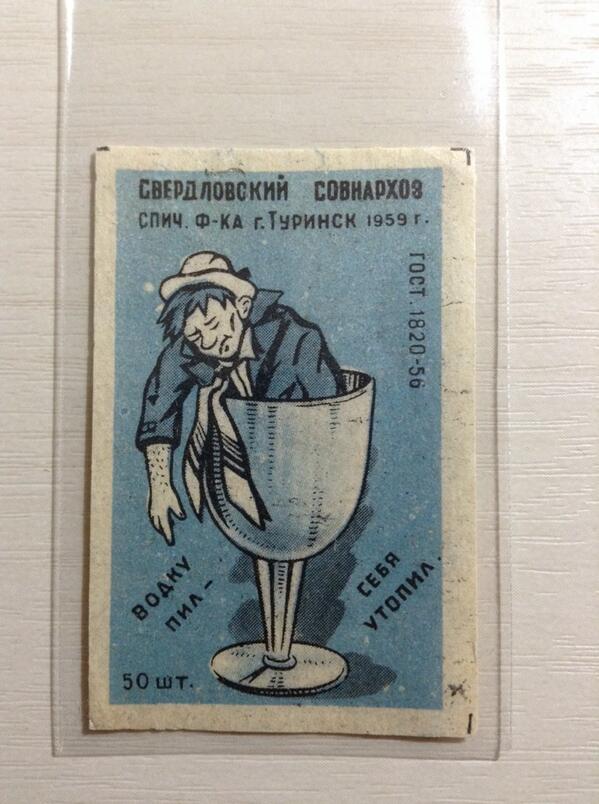 СВЕРДЛОВСКИЙ СОВНАРХОЗ
СПИЧ. Ф-КА г. ТУРИНСК 1959 г.
ГОСТ. 1820-56
ВОДКУ
ПИЛ -
СЕБЯ
УТОПИЛ.
50 шт.